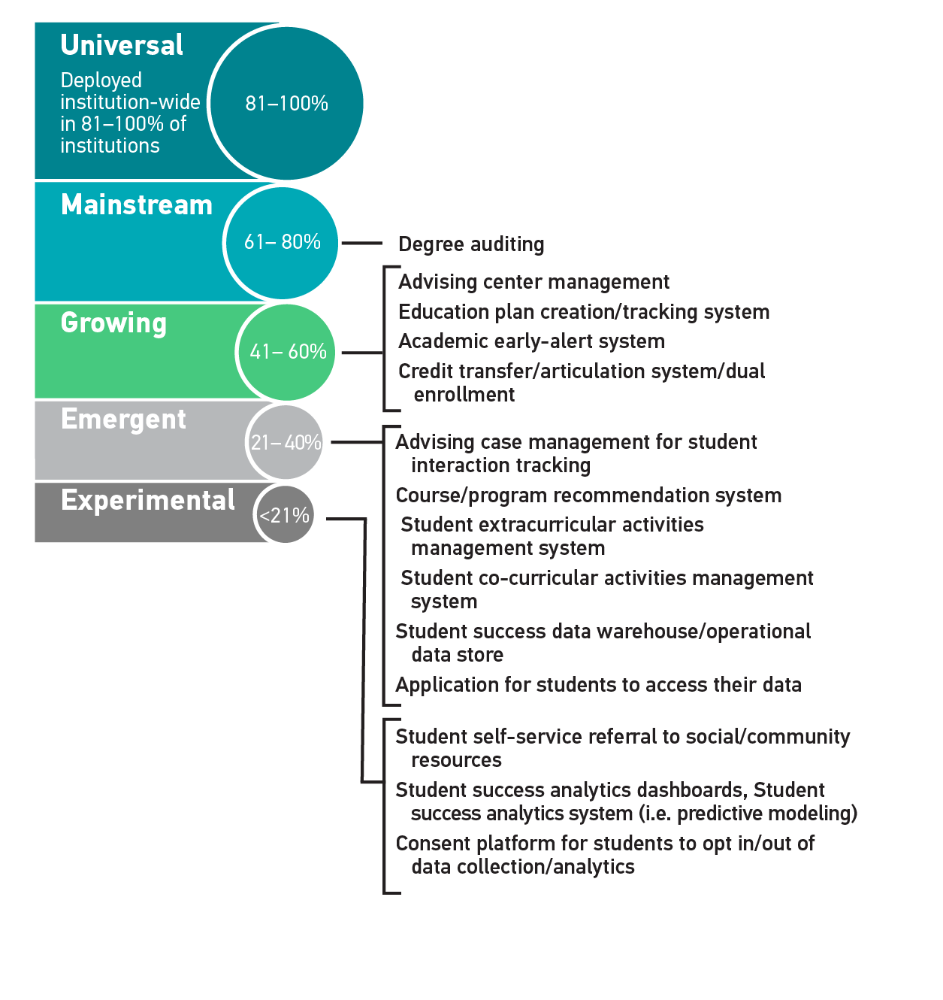 Universal
Deployed
institution-wide
in 81–100% of
institutions
81–100%
Mainstream
61– 80%
Degree auditing
Growing
41– 60%
Advising center management
Education plan creation/tracking system
Academic early-alert system
Credit transfer/articulation system/dual
enrollment
Emergent
21– 40%
Advising case management for student
interaction tracking
Course/program recommendation system
Student extracurricular activities
management system
Student co-curricular activities management
system
Student success data warehouse/operational
data store
Application for students to access their data
Experimental
<21%
Student self-service referral to social/community
resources
Student success analytics dashboards, Student
success analytics system (i.e. predictive modeling)
Consent platform for students to opt in/out of
data collection/analytics